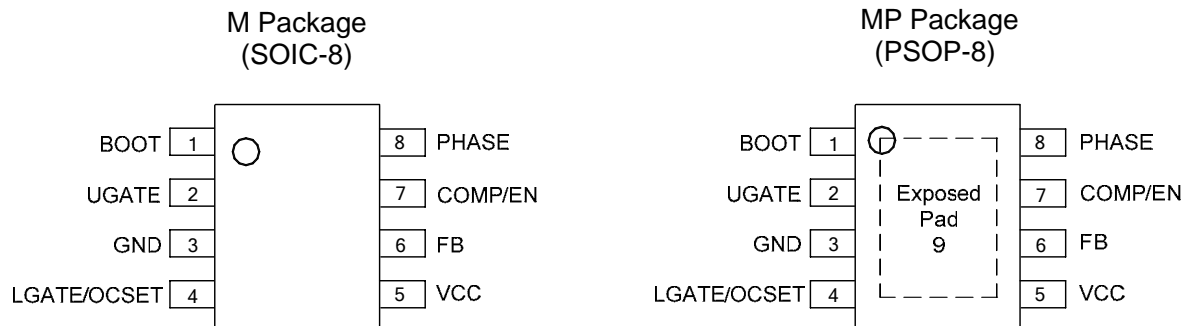 M Package
(SOIC-8)
BOOT 1
8 PHASE
UGATE 2
7 COMP/EN
GND 3
6 FB
LGATE/OCSET 4
5 VCC
MP Package
(PSOP-8)
BOOT 1
8 PHASE
UGATE 2
7 COMP/EN
GND 3
6 FB
LGATE/OCSET 4
5 VCC
Exposed
Pad
9